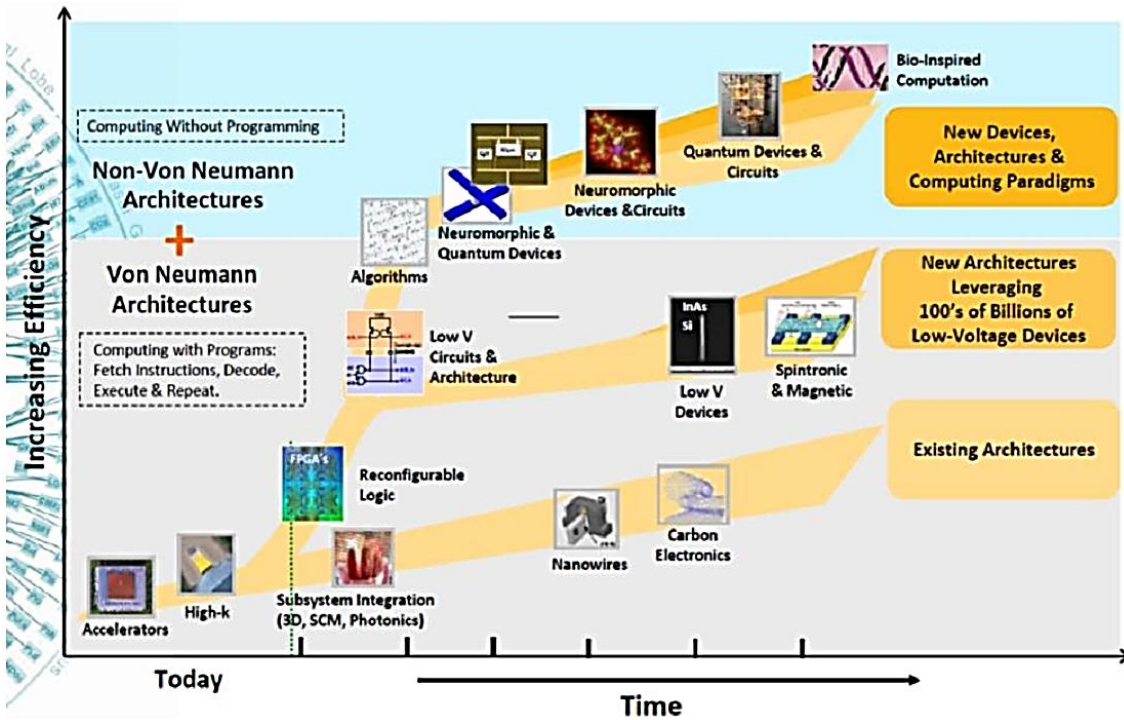 Increasing Efficiency
Computing Without Programming
Non-Von Neumann
Architectures
+
Von Neumann
Architectures
Computing with Programms:
Fetch Instructions, Decode,
Execute & Repeat.
Bio-Inspired
Computation
Quantum Devices &
Circuits
Neuromorphic
Devices &Circuits
Neuromorphic &
Quantum Devices
Algorithms
New Devices,
Architectures &
Computing Paradigms
Low V
Circuits &
Architecture
InAs
Si
Low V
Devices
Spintronic
& Magnetic
New Architectures
Leveraging
100's of Billions of
Low-Voltage Devices
FPGA's
Reconfigurable
Logic
Existing Architectures
Carbon
Electronics
Nanowires
Subsystem Integration
(3D, SCM, Photonics)
High-k
Accelerators
Today
Time